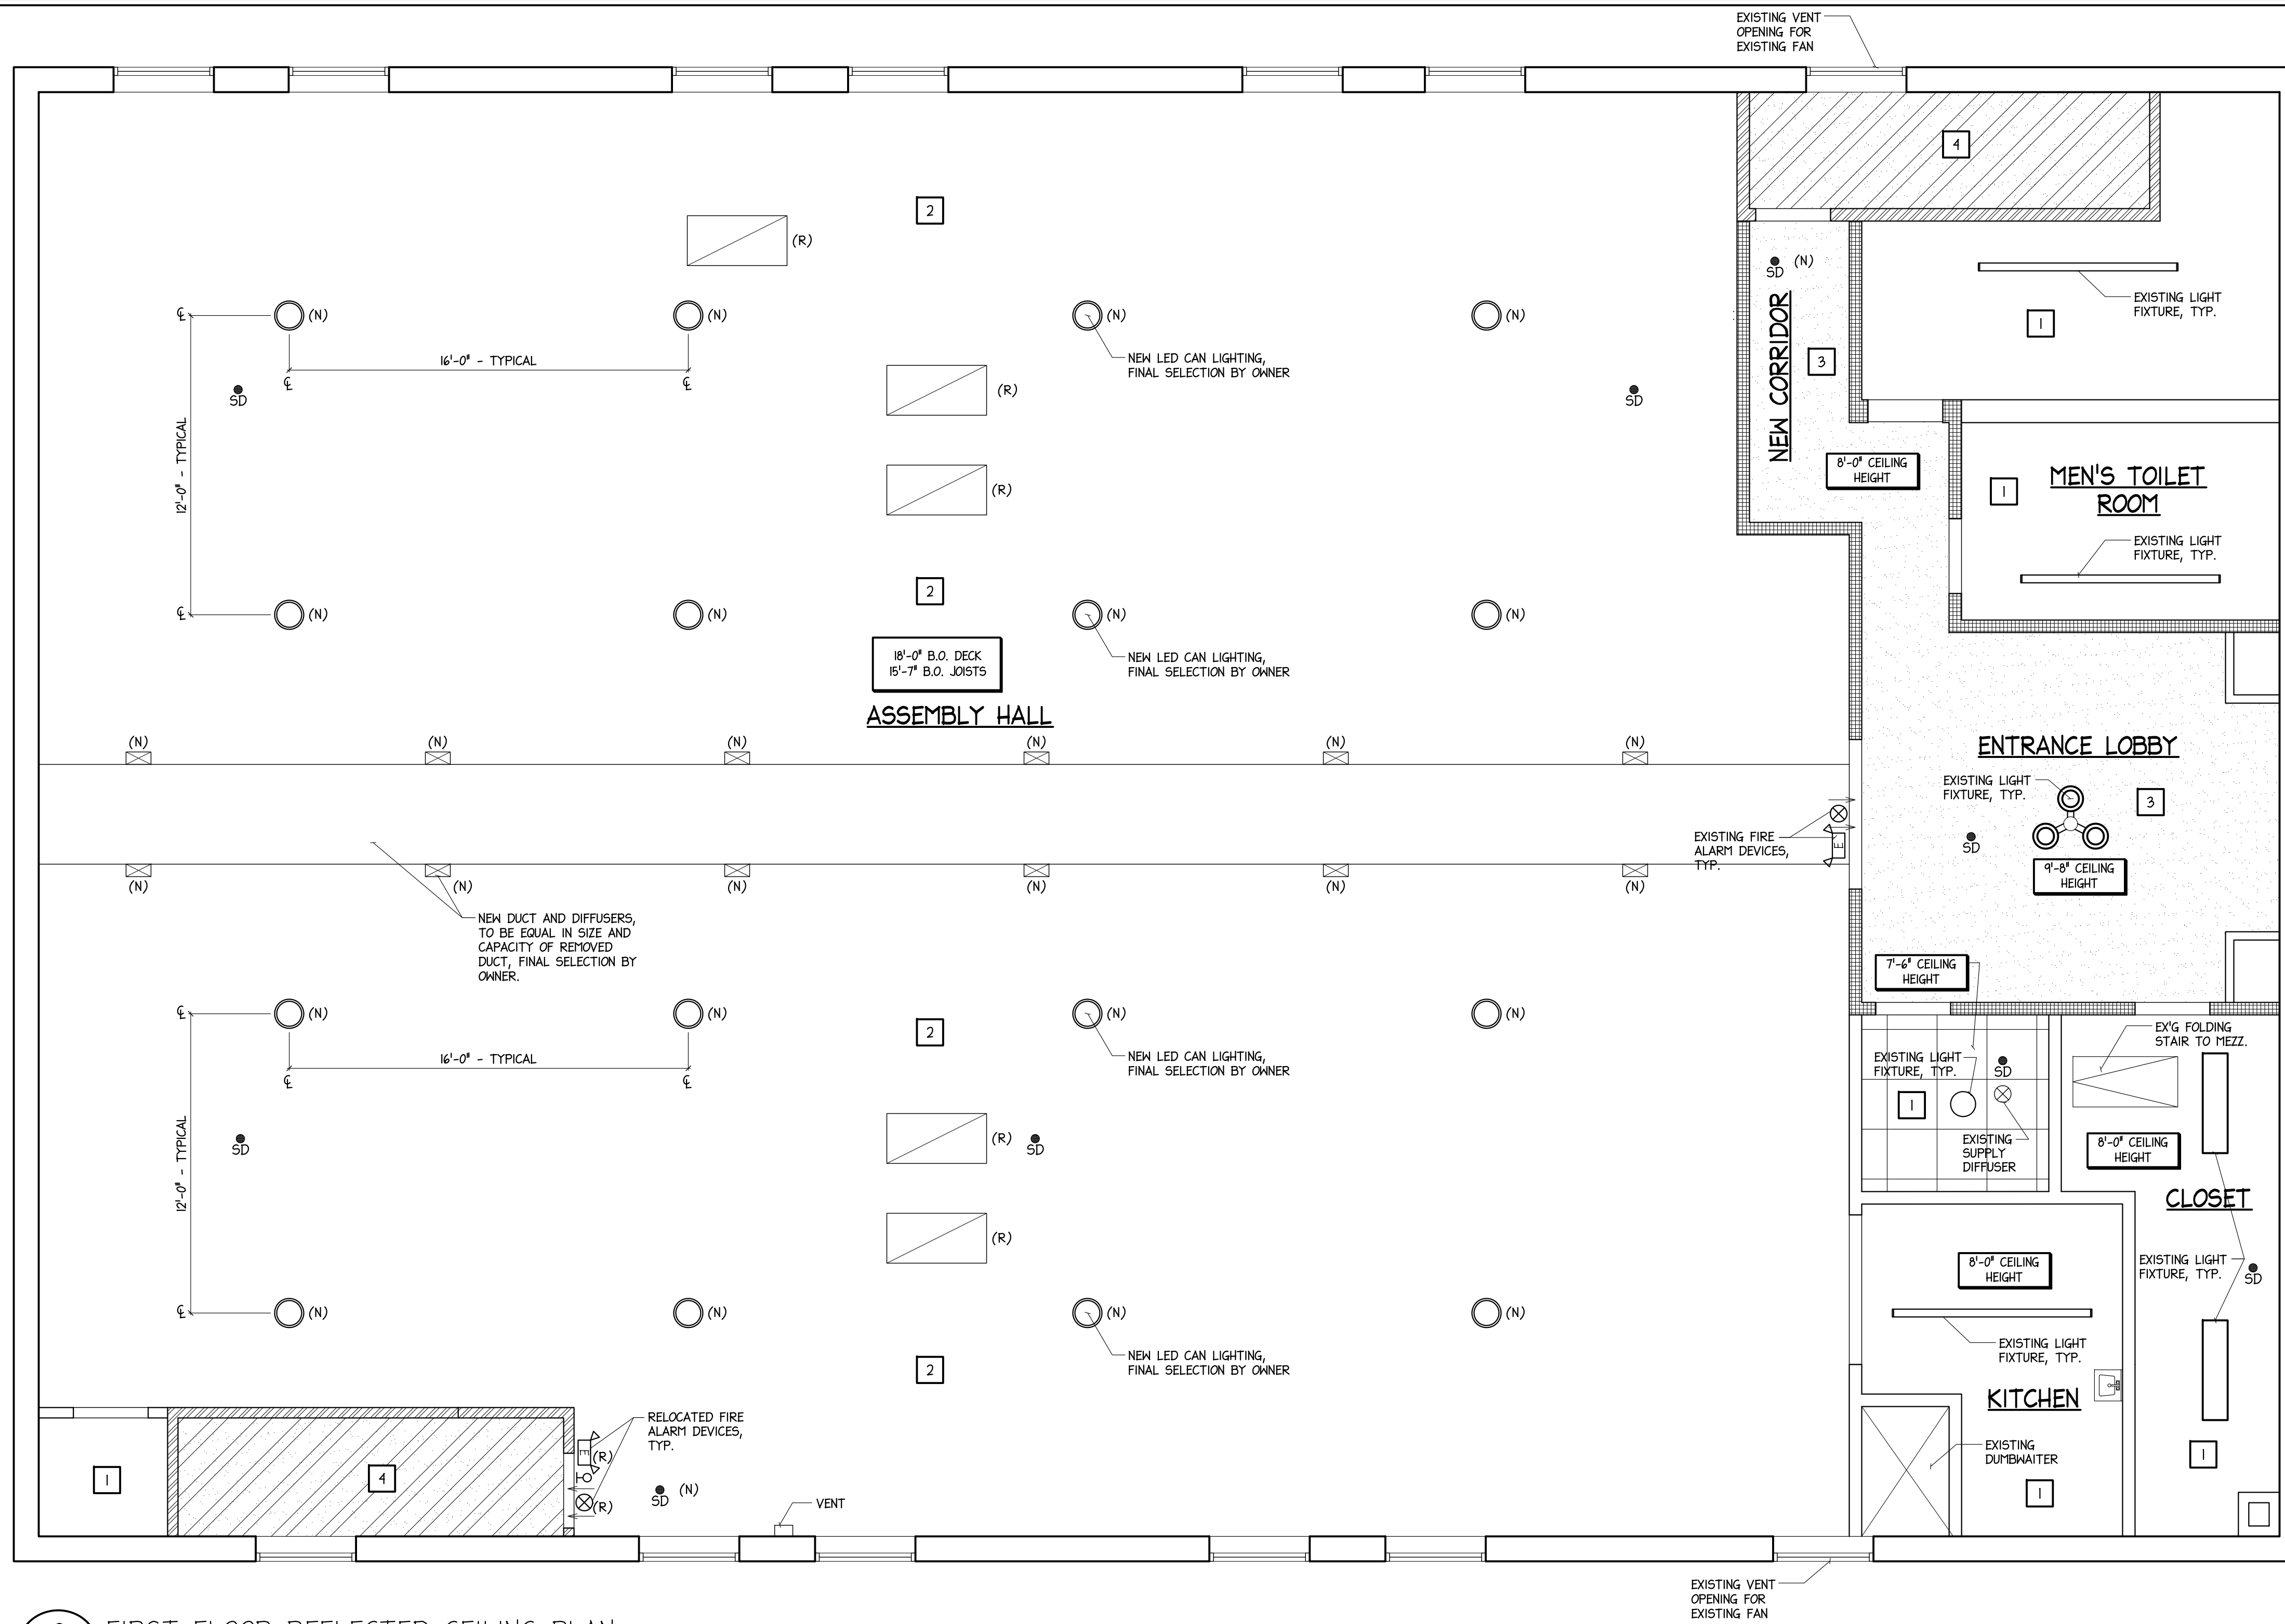 EXISTING VENT
OPENING FOR
EXISTING FAN
4
2
(R)
SD
(N)
NEW CORRIDOR
3
EXISTING LIGHT
FIXTURE, TYP.
1
(N)
(N)
(N)
(N)
16'-0" - TYPICAL
NEW LED CAN LIGHTING,
FINAL SELECTION BY OWNER
SD
(R)
SD
12'-0" - TYPICAL
8'-0" CEILING
HEIGHT
(R)
1
MEN'S TOILET
ROOM
EXISTING LIGHT
FIXTURE, TYP.
2
(N)
(N)
(N)
(N)
18'-0" B.O. DECK
15'-7" B.O. JOISTS
NEW LED CAN LIGHTING,
FINAL SELECTION BY OWNER
ASSEMBLY HALL
(N)
(N)
(N)
(N)
(N)
(N)
ENTRANCE LOBBY
EXISTING LIGHT
FIXTURE, TYP.
3
EXISTING FIRE
ALARM DEVICES,
TYP.
E
SD
9'-8" CEILING
HEIGHT
(N)
(N)
(N)
(N)
(N)
(N)
NEW DUCT AND DIFFUSERS,
TO BE EQUAL IN SIZE AND
CAPACITY OF REMOVED
DUCT, FINAL SELECTION BY
OWNER.
7'-6" CEILING
HEIGHT
(N)
(N)
(N)
(N)
2
16'-0" - TYPICAL
NEW LED CAN LIGHTING,
FINAL SELECTION BY OWNER
EX'G FOLDING
STAIR TO MEZZ.
EXISTING LIGHT
FIXTURE, TYP.
SD
1
12'-0" - TYPICAL
SD
(R)
SD
EXISTING
SUPPLY
DIFFUSER
8'-0" CEILING
HEIGHT
CLOSET
(R)
8'-0" CEILING
HEIGHT
EXISTING LIGHT
FIXTURE, TYP.
SD
(N)
(N)
(N)
(N)
NEW LED CAN LIGHTING,
FINAL SELECTION BY OWNER
2
EXISTING LIGHT
FIXTURE, TYP.
KITCHEN
RELOCATED FIRE
ALARM DEVICES,
TYP.
E
(R)
(R)
1
4
SD
(N)
VENT
EXISTING
DUMBWAITER
1
1
EXISTING VENT
OPENING FOR
EXISTING FAN
FIRST FLOOR REFLECTED CEILING PLAN